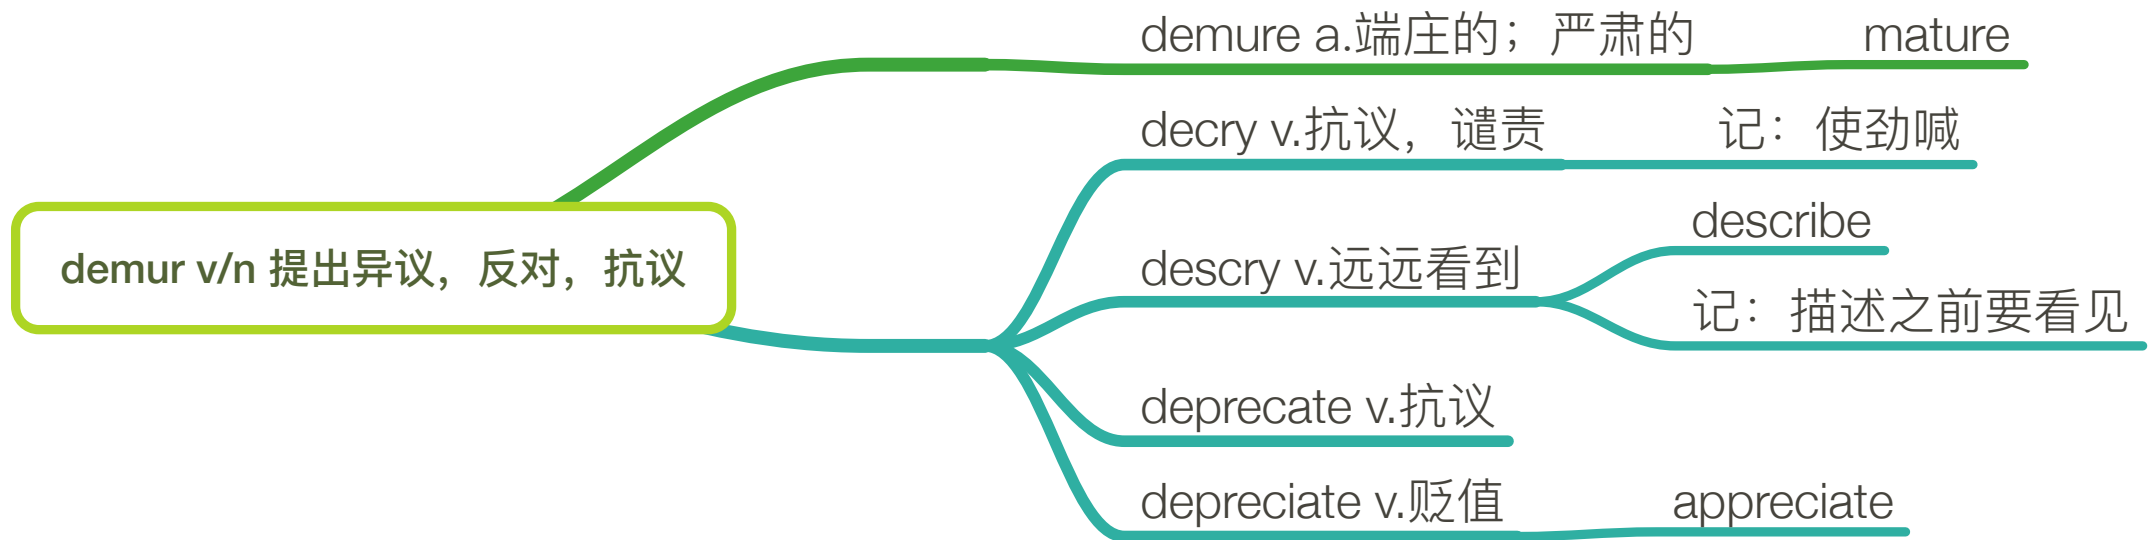 demur v/n 提出异议，反对，抗议
demure a.端庄的；严肃的
mature
decry v.抗议，谴责
记：使劲喊
descry v.远远看到
describe
记：描述之前要看见
deprecate v.抗议
depreciate v.贬值
appreciate